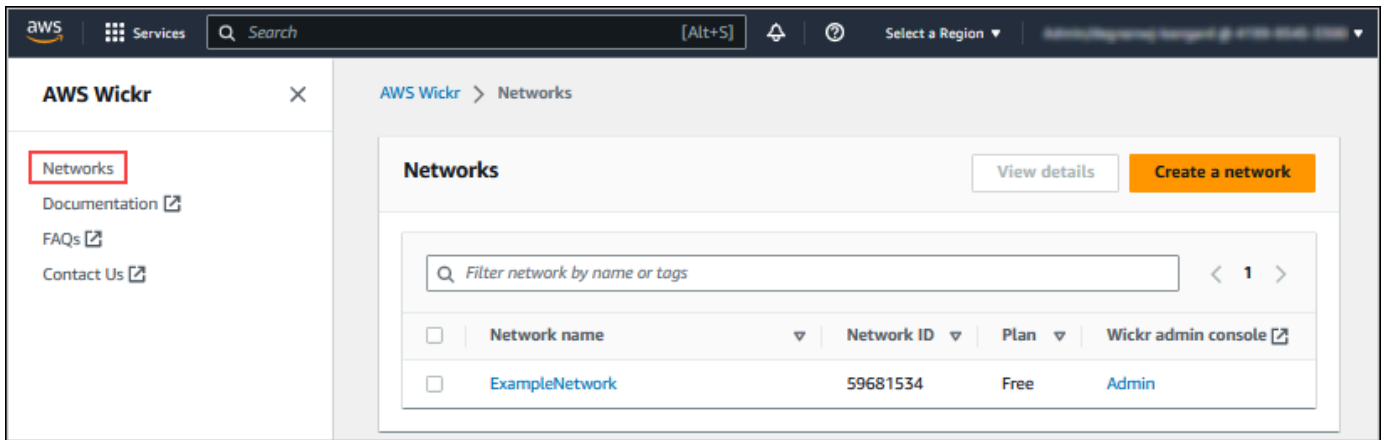 aws Services Search [Alt+S] Select a Region
AWS Wickr
AWS Wickr > Networks
Networks
Documentation
FAQs
Contact Us
Networks View details Create a network
Filter network by name or tags < 1 >
Network name Network ID Plan Wickr admin console
ExampleNetwork 59681534 Free Admin